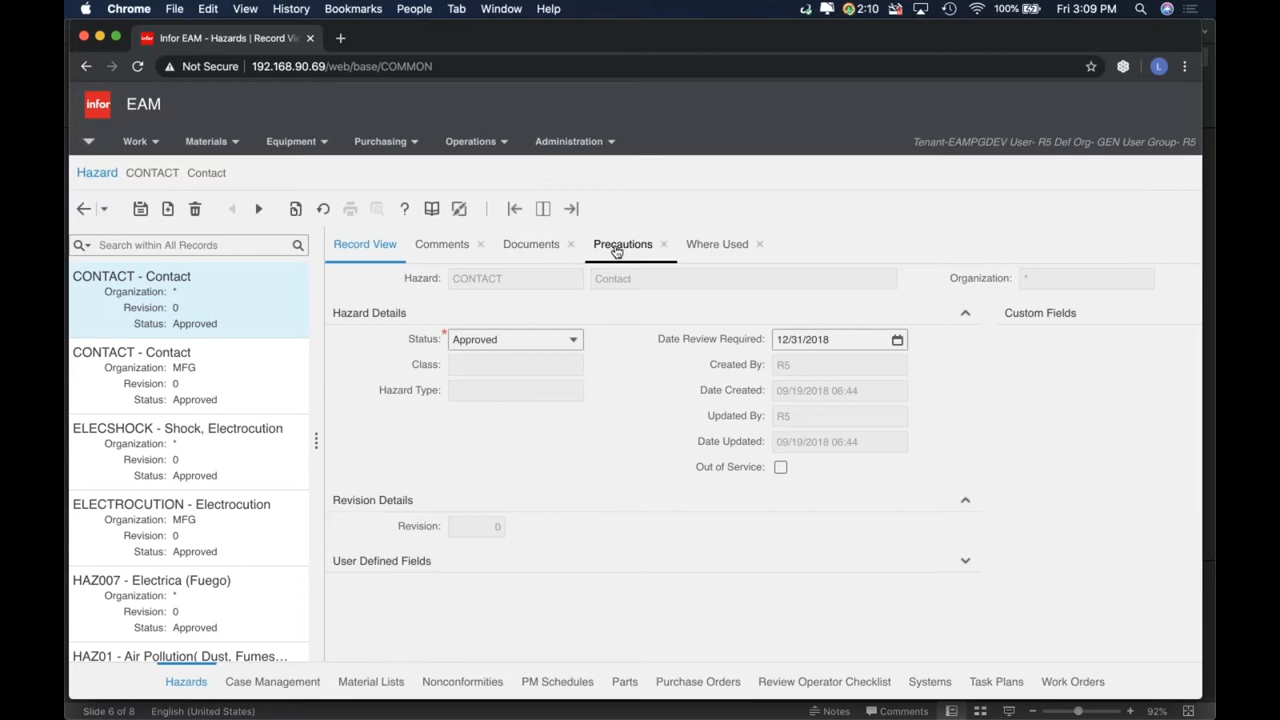 Chrome File Edit View History Bookmarks People Tab Window Help 2:10 100% Fri 3:09 PM
Infor EAM - Hazards | Record Vi
Not Secure 192.168.90.69/web/base/COMMON L
infor EAM
Work Materials Equipment Purchasing Operations Administration Tenant-EAMPGDEV User- R5 Def Org- GEN User Group- R5
Hazard CONTACT Contact
Search within All Records
CONTACT - Contact
Organization: *
Revision: 0
Status: Approved
CONTACT - Contact
Organization: MFG
Revision: 0
Status: Approved
ELECSHOCK - Shock, Electrocution
Organization: *
Revision: 0
Status: Approved
ELECTROCUTION - Electrocution
Organization: MFG
Revision: 0
Status: Approved
HAZ007 - Electrica (Fuego)
Organization: *
Revision: 0
Status: Approved
HAZ01 - Air Pollution( Dust, Fumes...
Record View Comments Documents Precautions Where Used
Hazard: CONTACT Contact Organization: *
Hazard Details Custom Fields
Status: * Approved Date Review Required: 12/31/2018
Class: Created By: R5
Hazard Type: Date Created: 09/19/2018 06:44
Updated By: R5
Date Updated: 09/19/2018 06:44
Out of Service:
Revision Details
Revision: 0
User Defined Fields
Hazards Case Management Material Lists Nonconformities PM Schedules Parts Purchase Orders Review Operator Checklist Systems Task Plans Work Orders
Slide 6 of 8 English (United States) Notes Comments 92%